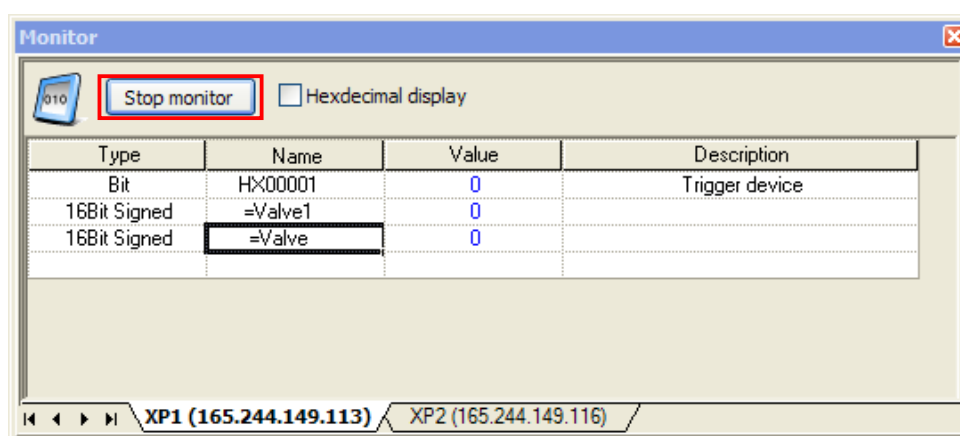 Monitor
010 Stop monitor Hexdecimal display
Type Name Value Description
Bit HX00001 0 Trigger device
16Bit Signed =Valve1 0
16Bit Signed =Valve 0
XP1 (165.244.149.113) XP2 (165.244.149.116)